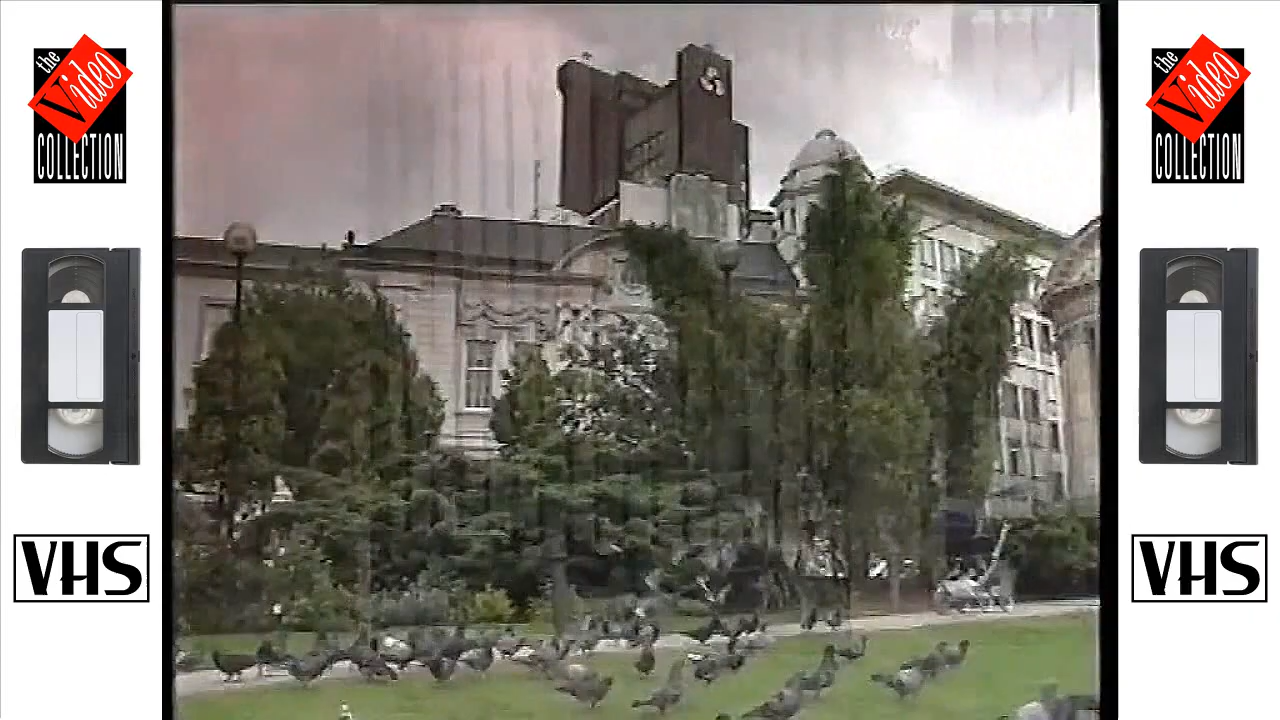 the
Video
COLLECTION
VHS
the
Video
COLLECTION
VHS